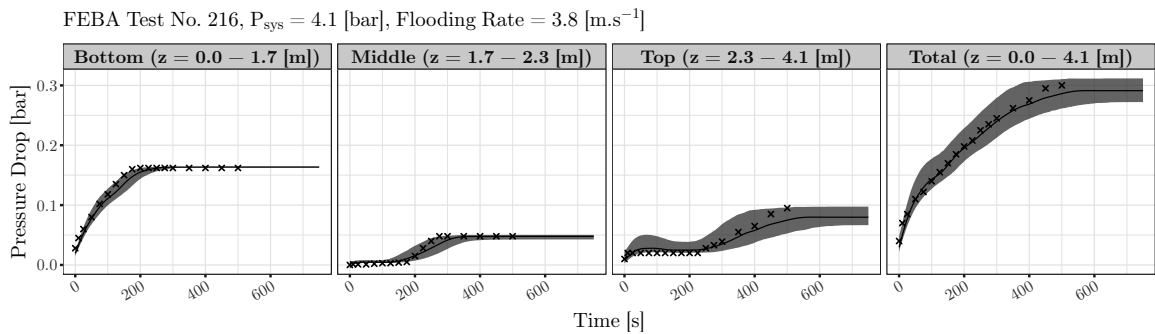 FEBA Test No. 216, P_sys = 4.1 [bar], Flooding Rate = 3.8 [m.s⁻¹]
Bottom (z = 0.0 − 1.7 [m])
Middle (z = 1.7 − 2.3 [m])
Top (z = 2.3 − 4.1 [m])
Total (z = 0.0 − 4.1 [m])
Pressure Drop [bar]
0.3
0.2
0.1
0.0
0 200 400 600
0 200 400 600
0 200 400 600
0 200 400 600
Time [s]